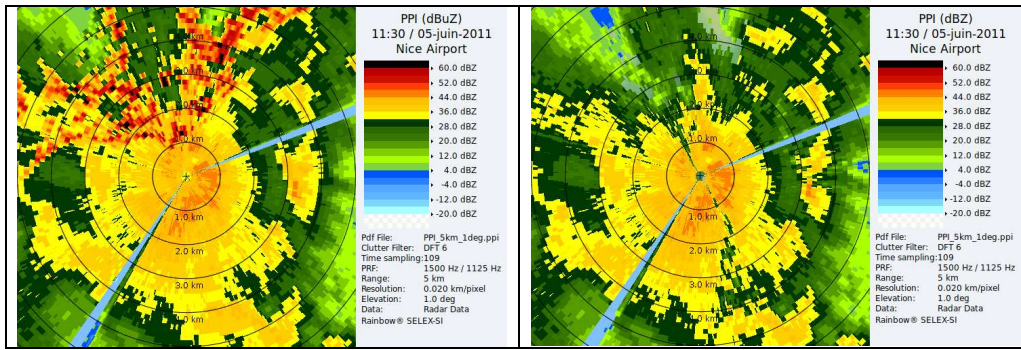 PPI (dBuZ)
11:30 / 05-juin-2011
Nice Airport
60.0 dBZ
52.0 dBZ
44.0 dBZ
36.0 dBZ
28.0 dBZ
20.0 dBZ
12.0 dBZ
4.0 dBZ
-4.0 dBZ
-12.0 dBZ
-20.0 dBZ
Pdf File: PPI_5km_1deg.ppi
Clutter Filter: DFT 6
Time sampling:109
PRF: 1500 Hz / 1125 Hz
Range: 5 km
Resolution: 0.020 km/pixel
Elevation: 1.0 deg
Data: Radar Data
Rainbow® SELEX-SI
1.0 km
2.0 km
3.0 km
PPI (dBZ)
11:30 / 05-juin-2011
Nice Airport
60.0 dBZ
52.0 dBZ
44.0 dBZ
36.0 dBZ
28.0 dBZ
20.0 dBZ
12.0 dBZ
4.0 dBZ
-4.0 dBZ
-12.0 dBZ
-20.0 dBZ
Pdf File: PPI_5km_1deg.ppi
Clutter Filter: DFT 6
Time sampling:109
PRF: 1500 Hz / 1125 Hz
Range: 5 km
Resolution: 0.020 km/pixel
Elevation: 1.0 deg
Data: Radar Data
Rainbow® SELEX-SI
1.0 km
2.0 km
3.0 km